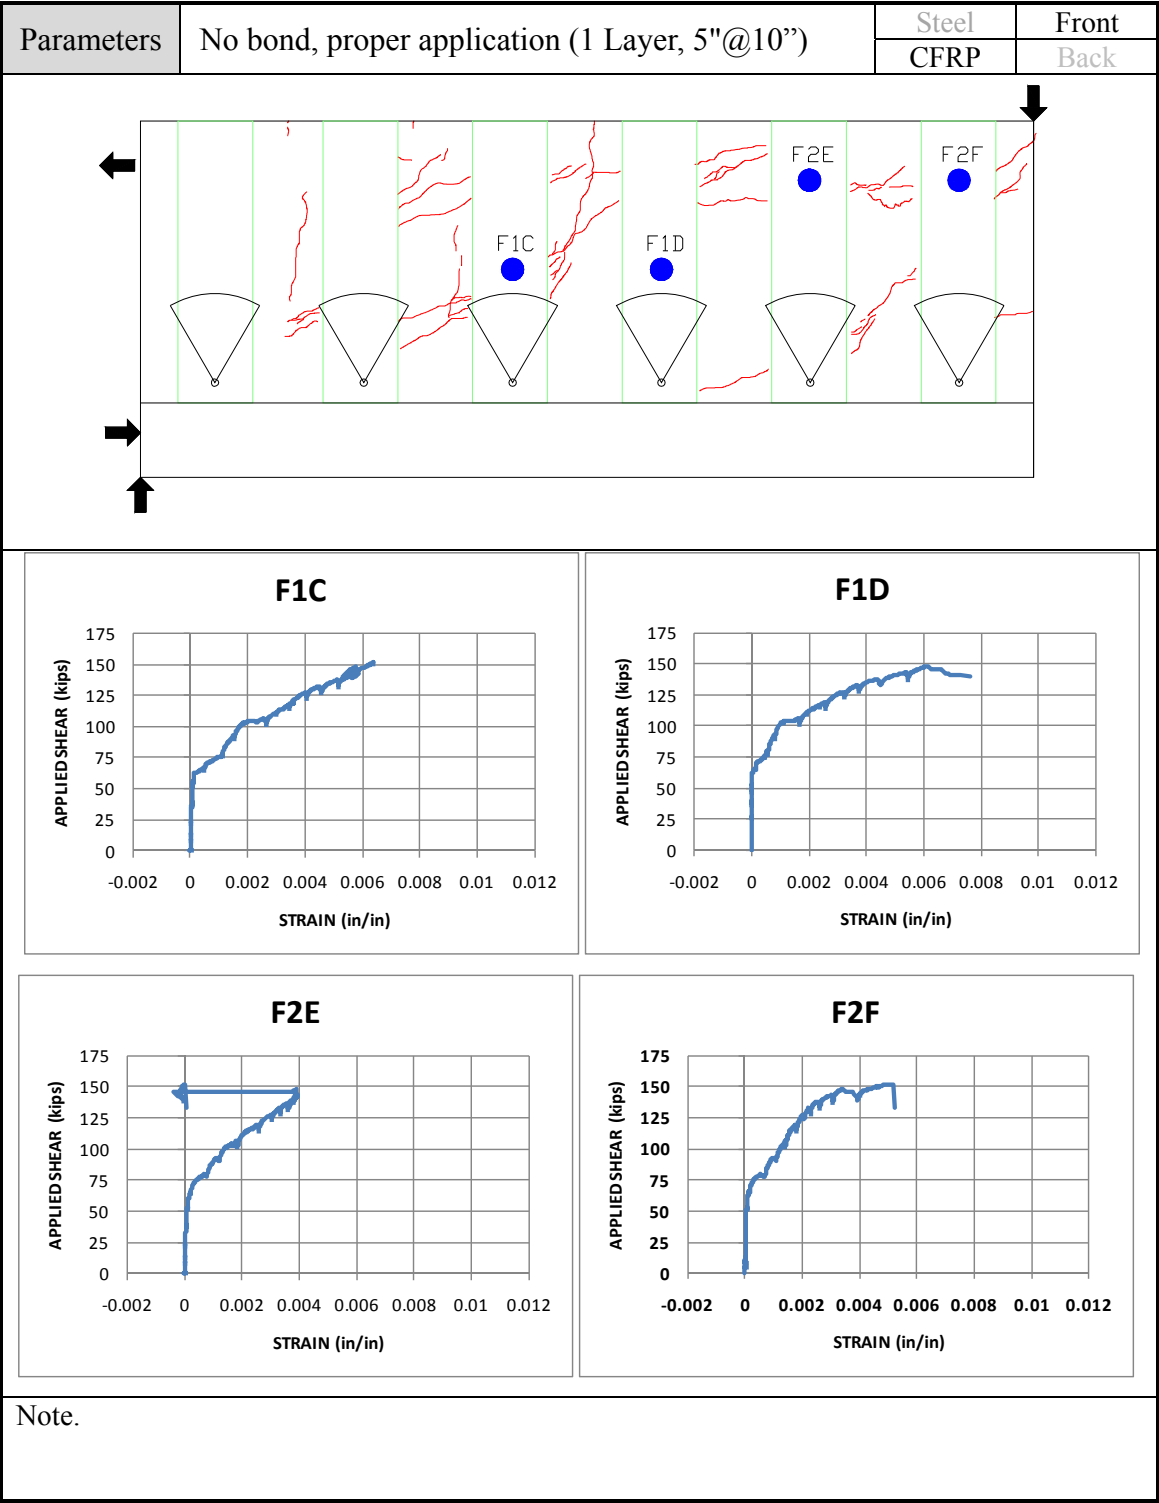 Parameters No bond, proper application (1 Layer, 5"@10”) Steel Front
CFRP Back
F2E F2F
F1C F1D
F1C
175
150
125
100
75
50
25
0
-0.002 0 0.002 0.004 0.006 0.008 0.01 0.012
APPLIED SHEAR (kips)
STRAIN (in/in)
F1D
175
150
125
100
75
50
25
0
-0.002 0 0.002 0.004 0.006 0.008 0.01 0.012
APPLIED SHEAR (kips)
STRAIN (in/in)
F2E
175
150
125
100
75
50
25
0
-0.002 0 0.002 0.004 0.006 0.008 0.01 0.012
APPLIED SHEAR (kips)
STRAIN (in/in)
F2F
175
150
125
100
75
50
25
0
-0.002 0 0.002 0.004 0.006 0.008 0.01 0.012
APPLIED SHEAR (kips)
STRAIN (in/in)
Note.